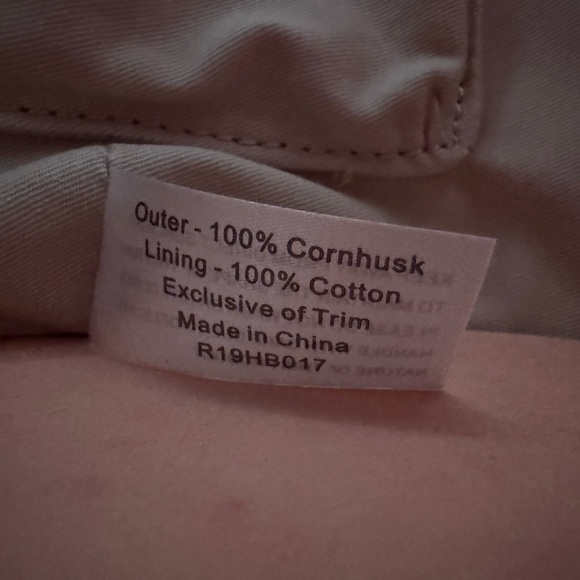 Outer - 100% Cornhusk
Lining - 100% Cotton
Exclusive of Trim
Made in China
R19HB017